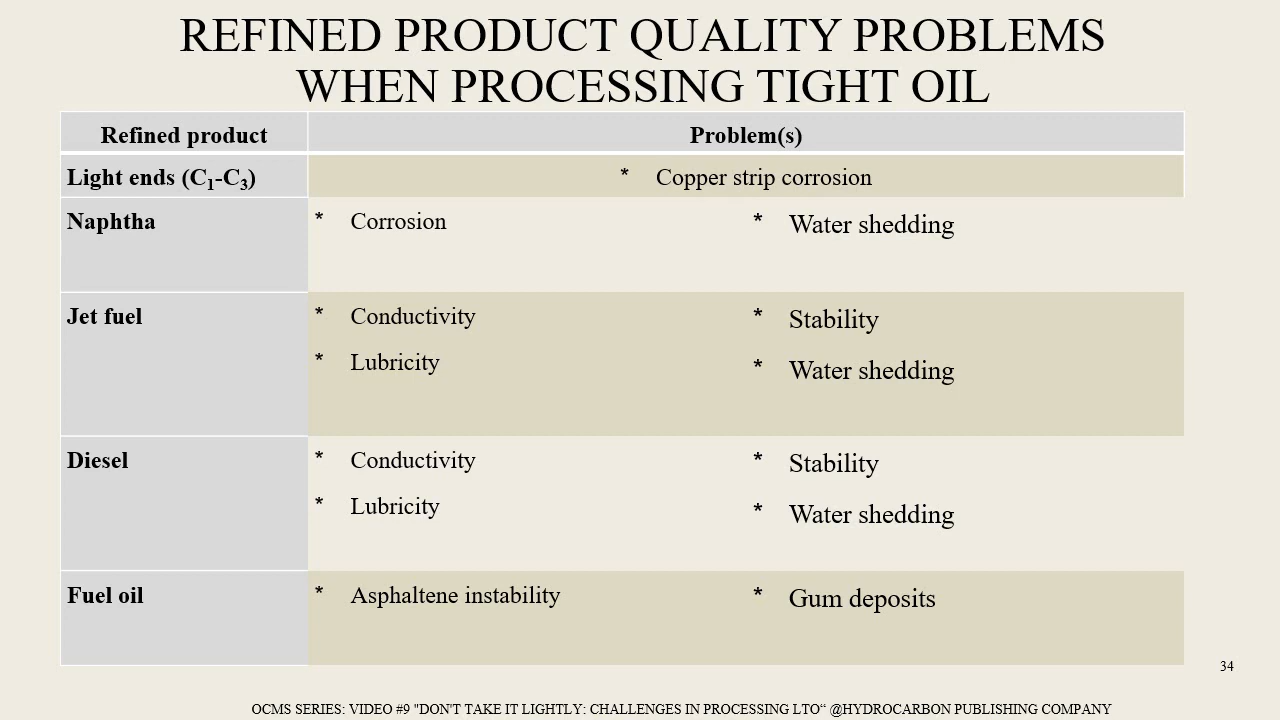 REFINED PRODUCT QUALITY PROBLEMS
WHEN PROCESSING TIGHT OIL
Refined product Problem(s)
Light ends (C₁-C₃) * Copper strip corrosion
Naphtha * Corrosion * Water shedding
Jet fuel * Conductivity * Stability
* Lubricity * Water shedding
Diesel * Conductivity * Stability
* Lubricity * Water shedding
Fuel oil * Asphaltene instability * Gum deposits
34
OCMS SERIES: VIDEO #9 "DON'T TAKE IT LIGHTLY: CHALLENGES IN PROCESSING LTO“ @HYDROCARBON PUBLISHING COMPANY